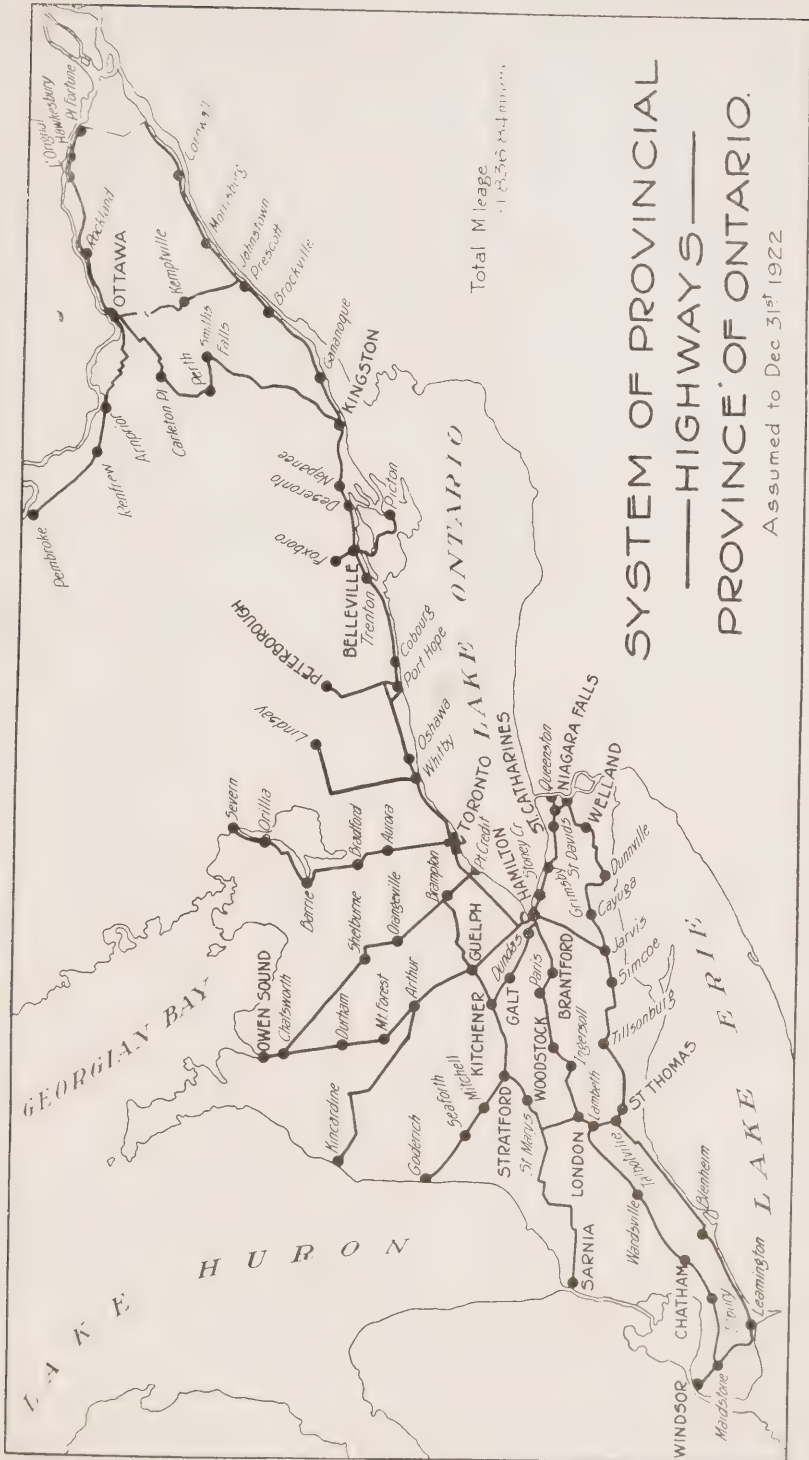 SYSTEM OF PROVINCIAL
HIGHWAYS
PROVINCE OF ONTARIO.
Assumed to Dec 31st 1922
Total Mileage
LAKE HURON
GEORGIAN BAY
LAKE ONTARIO
LAKE ERIE
L'Orignal
Hawkesbury
Pt Fortune
Rockland
OTTAWA
Kemptville
Cornwall
Morrisburg
Johnstown
Prescott
Brockville
Gananoque
KINGSTON
Smiths
Falls
Perth
Carleton Pl
Arnprior
Renfrew
Pembroke
Napanee
Deseronto
Picton
Foxboro
BELLEVILLE
Trenton
Cobourg
Port Hope
PETERBOROUGH
Lindsay
Oshawa
Whitby
TORONTO
Pt Credit
Severn
Orillia
Barrie
Bradford
Aurora
Brampton
Orangeville
Shelburne
OWEN SOUND
Chatsworth
Durham
Mt. Forest
Arthur
Kincardine
GUELPH
KITCHENER
GALT
Dundas
HAMILTON
Stoney Cr
ST. CATHARINES
Queenston
NIAGARA FALLS
St Davids
WELLAND
Grimsby
Dunnville
Cayuga
Jarvis
Simcoe
Tillsonburg
BRANTFORD
Paris
WOODSTOCK
Ingersoll
Goderich
Seaforth
Mitchell
STRATFORD
St Marys
LONDON
Lambeth
ST THOMAS
Talbotville
Wardsville
SARNIA
Blenheim
CHATHAM
Leamington
Maidstone
WINDSOR